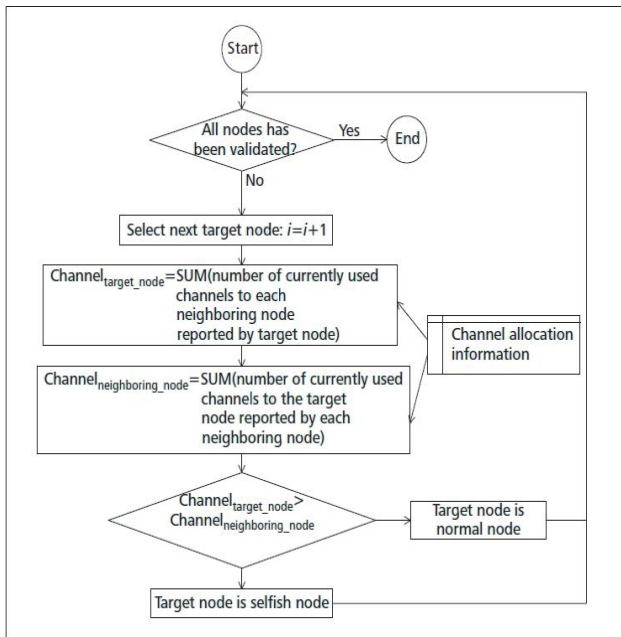 Start
All nodes has
been validated?
Yes
End
No
Select next target node: i=i+1
Channeltarget_node=SUM(number of currently used
channels to each
neighboring node
reported by target node)
Channel allocation
information
Channelneighboring_node=SUM(number of currently used
channels to the target
node reported by each
neighboring node)
Channeltarget_node>
Channelneighboring_node
Target node is
normal node
Target node is selfish node